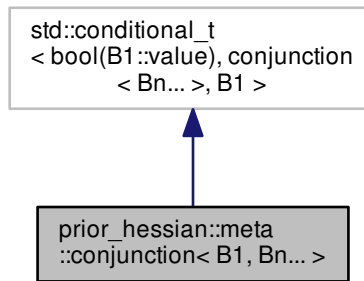 std::conditional_t
< bool(B1::value), conjunction
< Bn... >, B1 >
prior_hessian::meta
::conjunction< B1, Bn... >